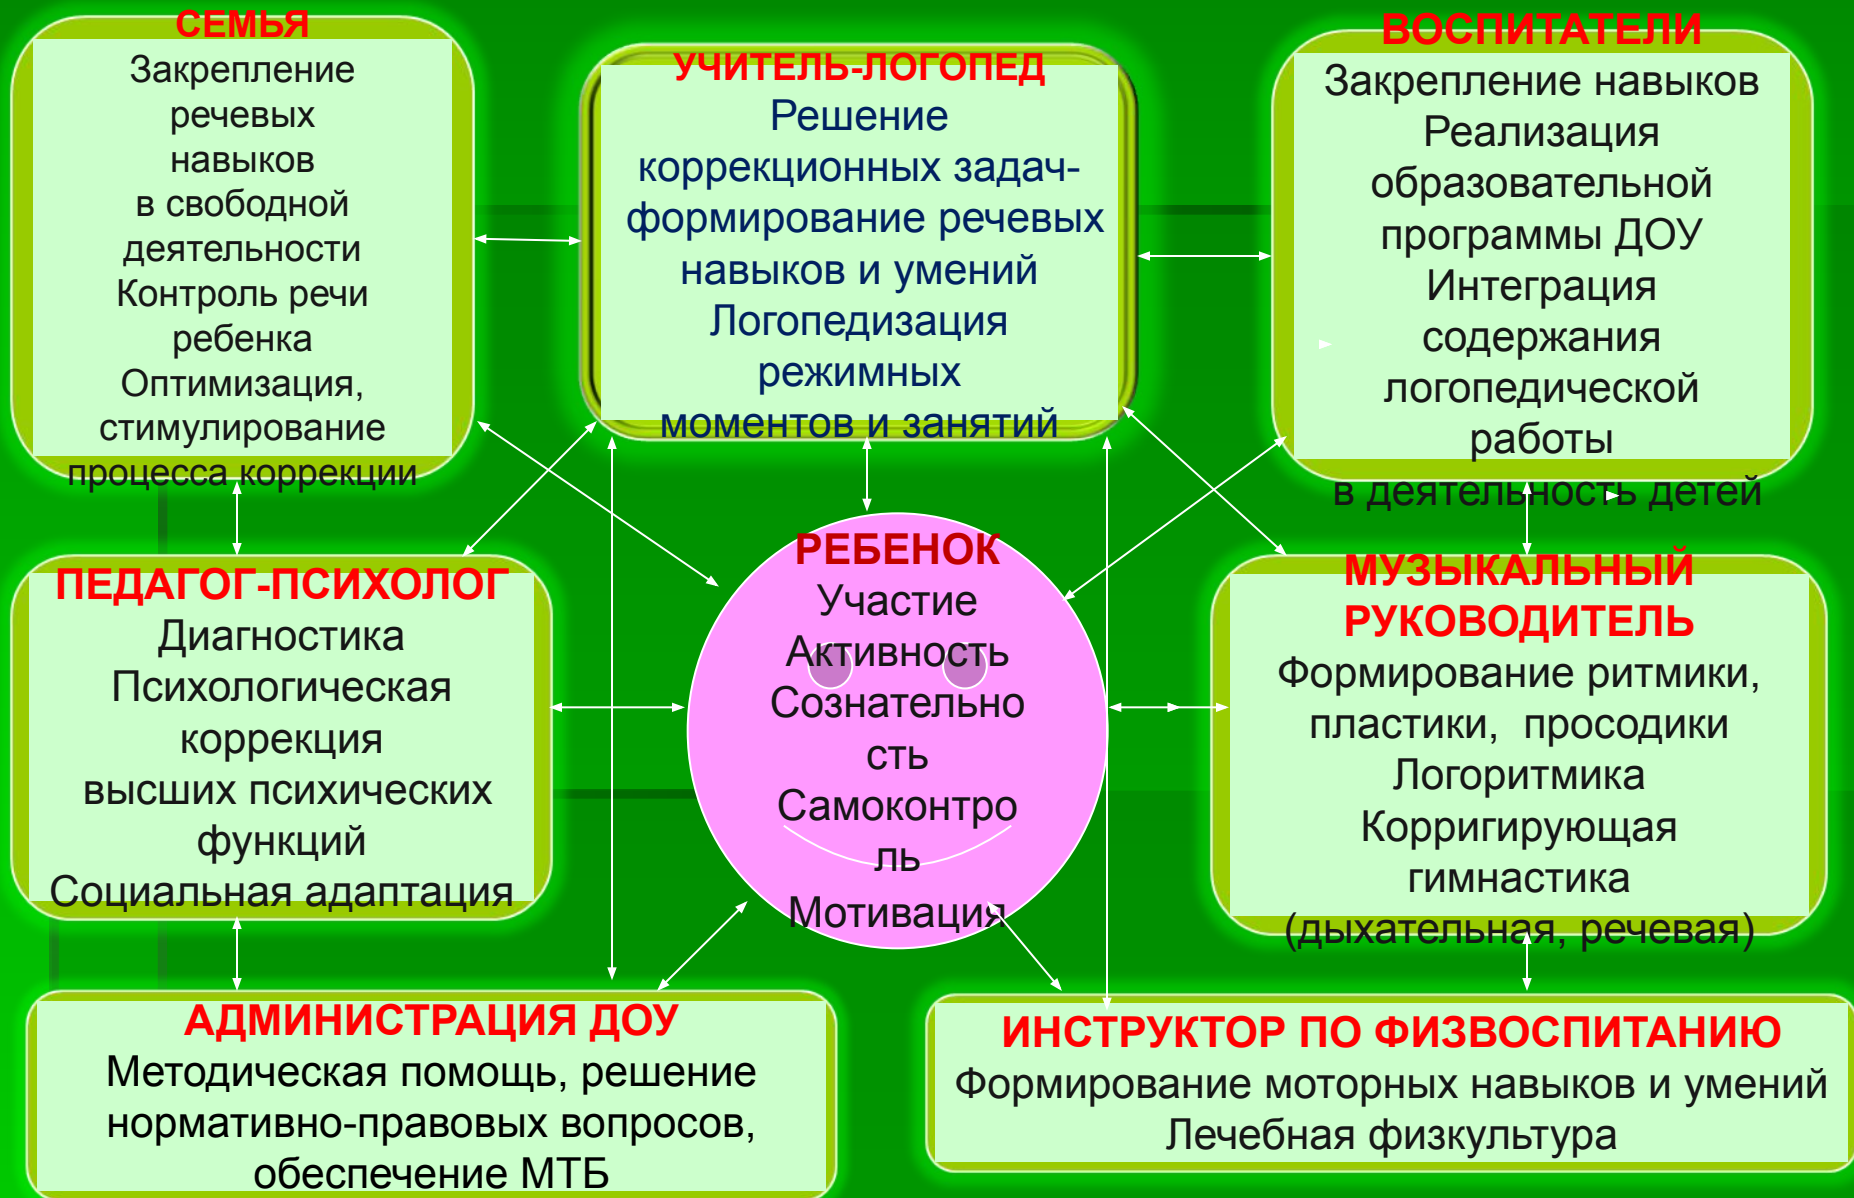 СЕМЬЯ
Закрепление
речевых
навыков
в свободной
деятельности
Контроль речи
ребенка
Оптимизация,
стимулирование
процесса коррекции
УЧИТЕЛЬ-ЛОГОПЕД
Решение
коррекционных задач-
формирование речевых
навыков и умений
Логопедизация
режимных
моментов и занятий
ВОСПИТАТЕЛИ
Закрепление навыков
Реализация
образовательной
программы ДОУ
Интеграция
содержания
логопедической
работы
в деятельность детей
ПЕДАГОГ-ПСИХОЛОГ
Диагностика
Психологическая
коррекция
высших психических
функций
Социальная адаптация
РЕБЕНОК
Участие
Активность
Сознательно
сть
Самоконтро
ль
Мотивация
МУЗЫКАЛЬНЫЙ
РУКОВОДИТЕЛЬ
Формирование ритмики,
пластики, просодики
Логоритмика
Корригирующая
гимнастика
(дыхательная, речевая)
АДМИНИСТРАЦИЯ ДОУ
Методическая помощь, решение
нормативно-правовых вопросов,
обеспечение МТБ
ИНСТРУКТОР ПО ФИЗВОСПИТАНИЮ
Формирование моторных навыков и умений
Лечебная физкультура